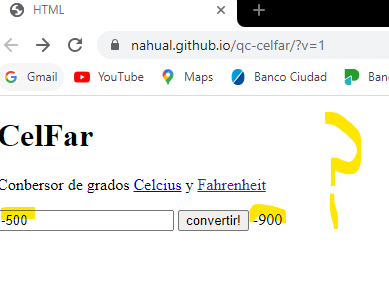 HTML
nahual.github.io/qc-celfar/?v=1
Gmail YouTube Maps Banco Ciudad Ban
CelFar
Conbersor de grados Celcius y Fahrenheit
-500 convertir! -900
?